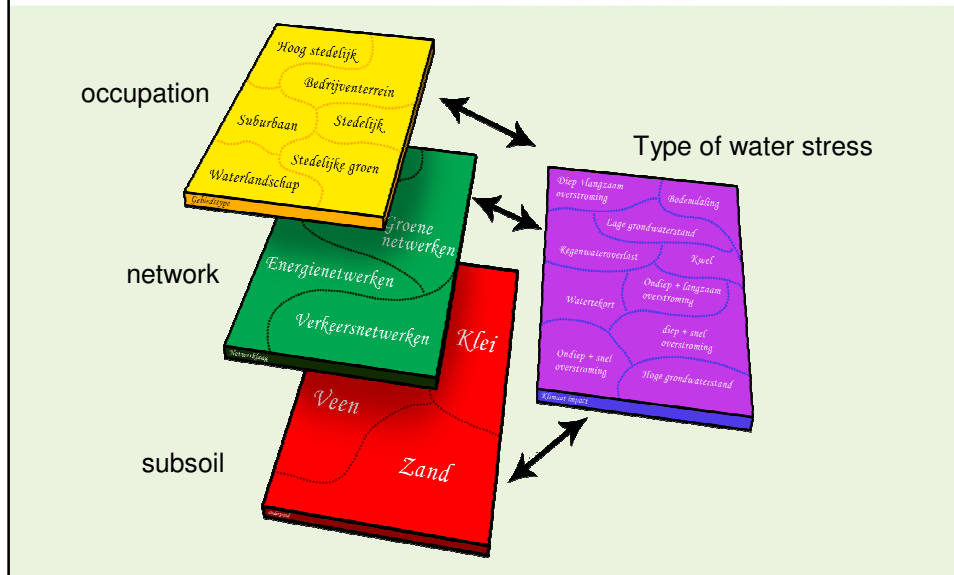 occupation
Hoog stedelijk
Bedrijventerrein
Suburbaan
Stedelijk
Stedelijke groen
Waterlandschap
Gebiedstype
network
Groene
netwerken
Energienetwerken
Verkeersnetwerken
Netwerklaag
subsoil
Klei
Veen
Zand
Type of water stress
Diep +langzaam
overstroming
Bodemdaling
Lage grondwaterstand
Regenwateroverlast
Kwel
Ondiep + langzaam
overstroming
Watertekort
diep + snel
overstroming
Ondiep + snel
overstroming
Hoge grondwaterstand
Klimaat impact